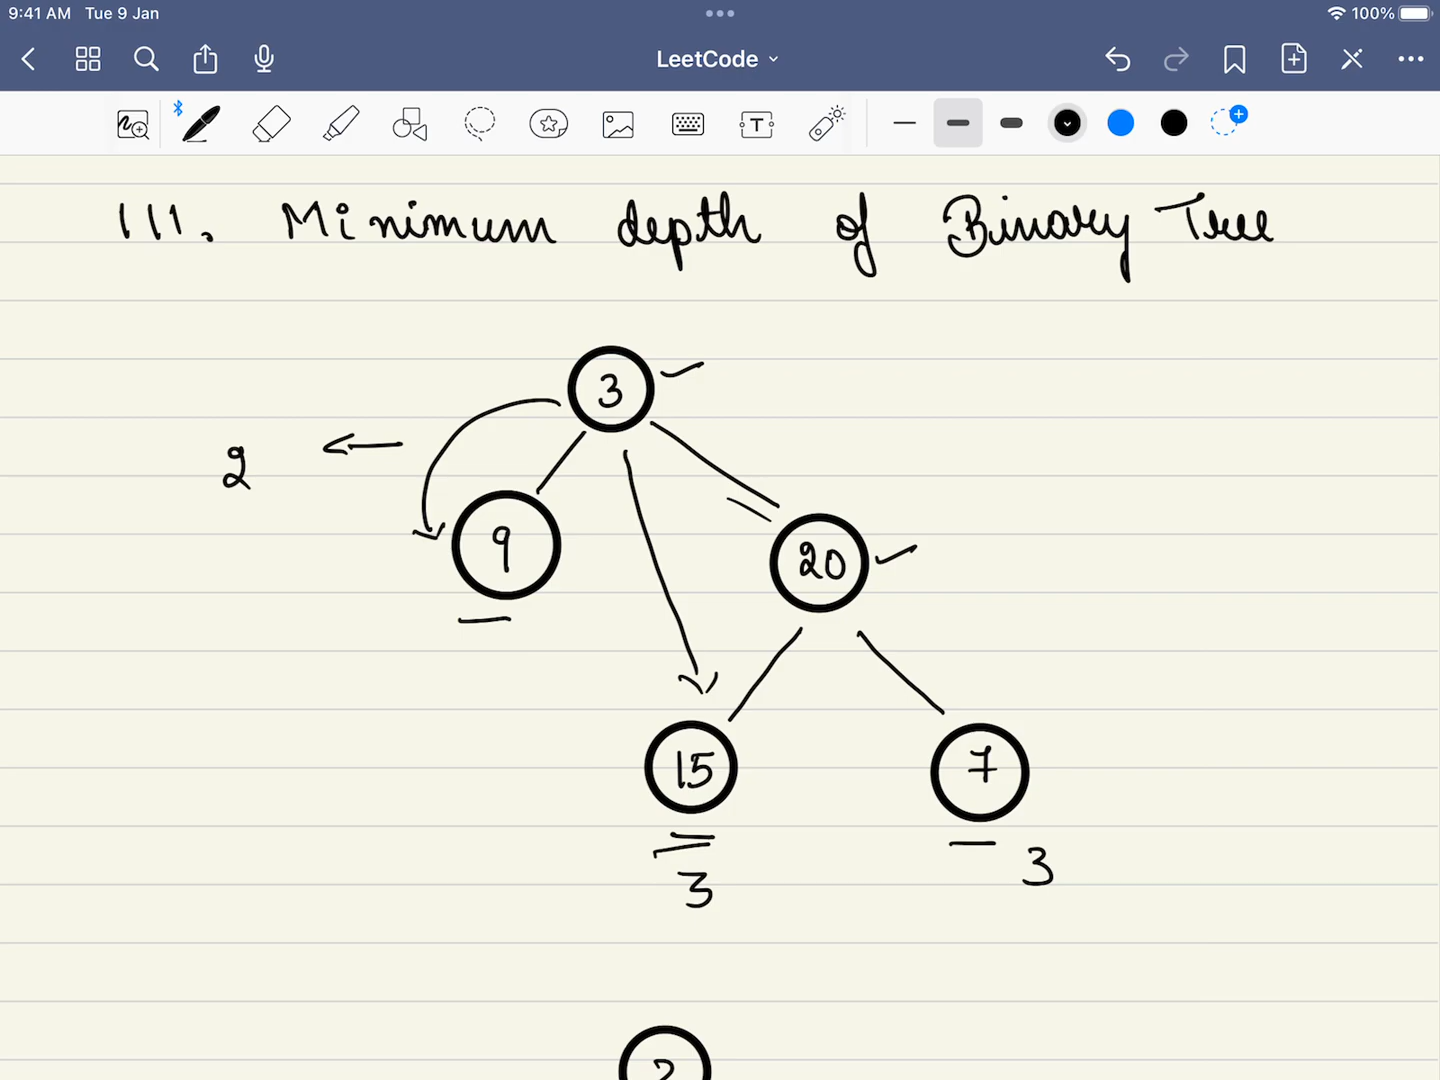 9:41 AM Tue 9 Jan 100%
LeetCode
T
111. Minimum depth of Binary Tree
3
2
9
20
15
7
3
3
2